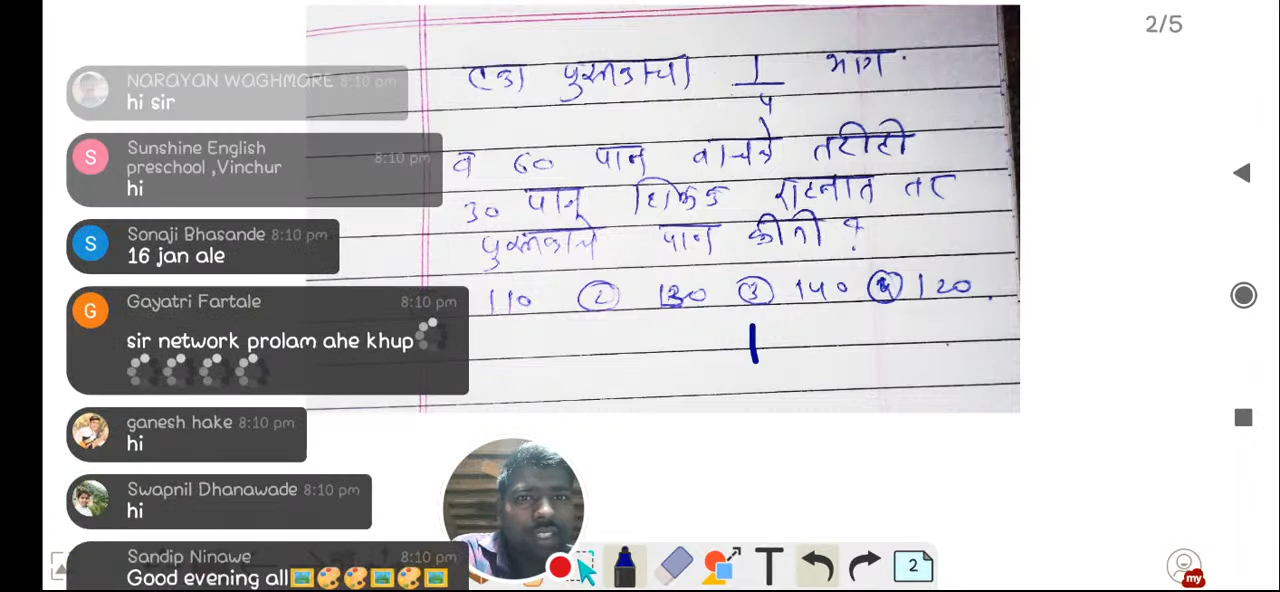 2/5
NARAYAN WAGHMARE 8:10 pm
hi sir
Sunshine English
preschool ,Vinchur
8:10 pm
hi
Sonaji Bhasande 8:10 pm
16 jan ale
Gayatri Fartale 8:10 pm
sir network prolam ahe khup
ganesh hake 8:10 pm
hi
Swapnil Dhanawade 8:10 pm
hi
Sandip Ninawe 8:10 pm
Good evening all
एका पुस्तकाचा 1/५ भाग.
व 60 पान वाचले तरीही
30 पान शिल्लक राहतात तर
पुस्तकाचे पान कीती ?
110 (2) 130 (3) 140 (4) 120.
S
S
G
T
2
my